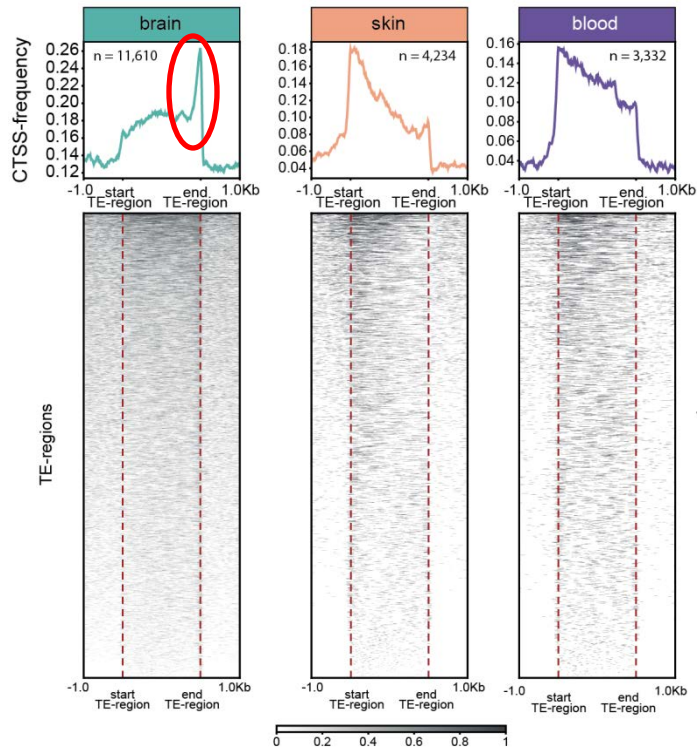 brain
skin
blood
CTSS-frequency
0.26
0.24
0.22
0.20
0.18
0.16
0.14
0.12
n = 11,610
-1.0
start
TE-region
end
TE-region
1.0Kb
0.18
0.16
0.14
0.12
0.10
0.08
0.06
0.04
n = 4,234
-1.0
start
TE-region
end
TE-region
1.0Kb
0.16
0.14
0.12
0.10
0.08
0.06
0.04
n = 3,332
-1.0
start
TE-region
end
TE-region
1.0Kb
TE-regions
-1.0
start
TE-region
end
TE-region
1.0Kb
-1.0
start
TE-region
end
TE-region
1.0Kb
-1.0
start
TE-region
end
TE-region
1.0Kb
0 0.2 0.4 0.6 0.8 1